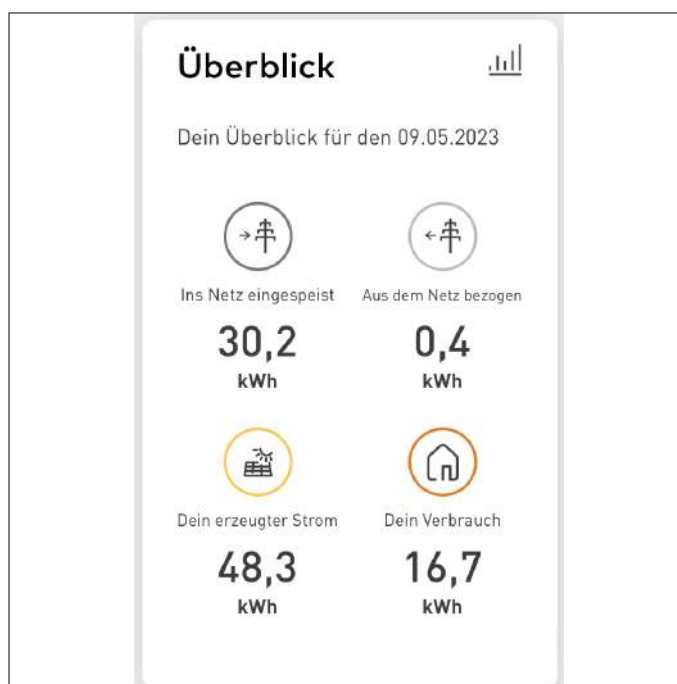 Überblick
Dein Überblick für den 09.05.2023
Ins Netz eingespeist
30,2
kWh
Aus dem Netz bezogen
0,4
kWh
Dein erzeugter Strom
48,3
kWh
Dein Verbrauch
16,7
kWh